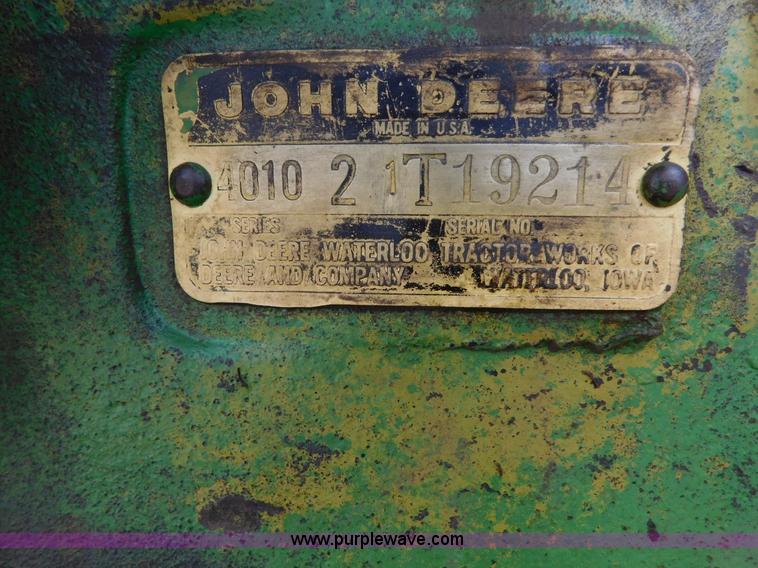 JOHN DEERE
MADE IN U.S.A.
4010 2 1T19214
SERIES SERIAL NO.
JOHN DEERE WATERLOO TRACTOR WORKS OF
DEERE AND COMPANY WATERLOO, IOWA
www.purplewave.com